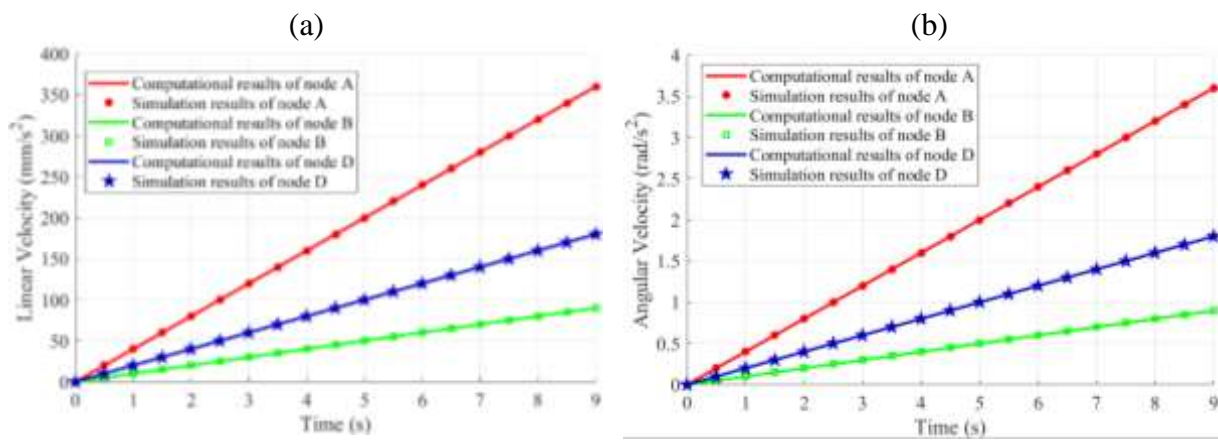 (a)
400
350
300
250
200
150
100
50
0
0 1 2 3 4 5 6 7 8 9
Linear Velocity (mm/s²)
Time (s)
Computational results of node A
Simulation results of node A
Computational results of node B
Simulation results of node B
Computational results of node D
Simulation results of node D
(b)
4
3.5
3
2.5
2
1.5
1
0.5
0
0 1 2 3 4 5 6 7 8 9
Angular Velocity (rad/s²)
Time (s)
Computational results of node A
Simulation results of node A
Computational results of node B
Simulation results of node B
Computational results of node D
Simulation results of node D